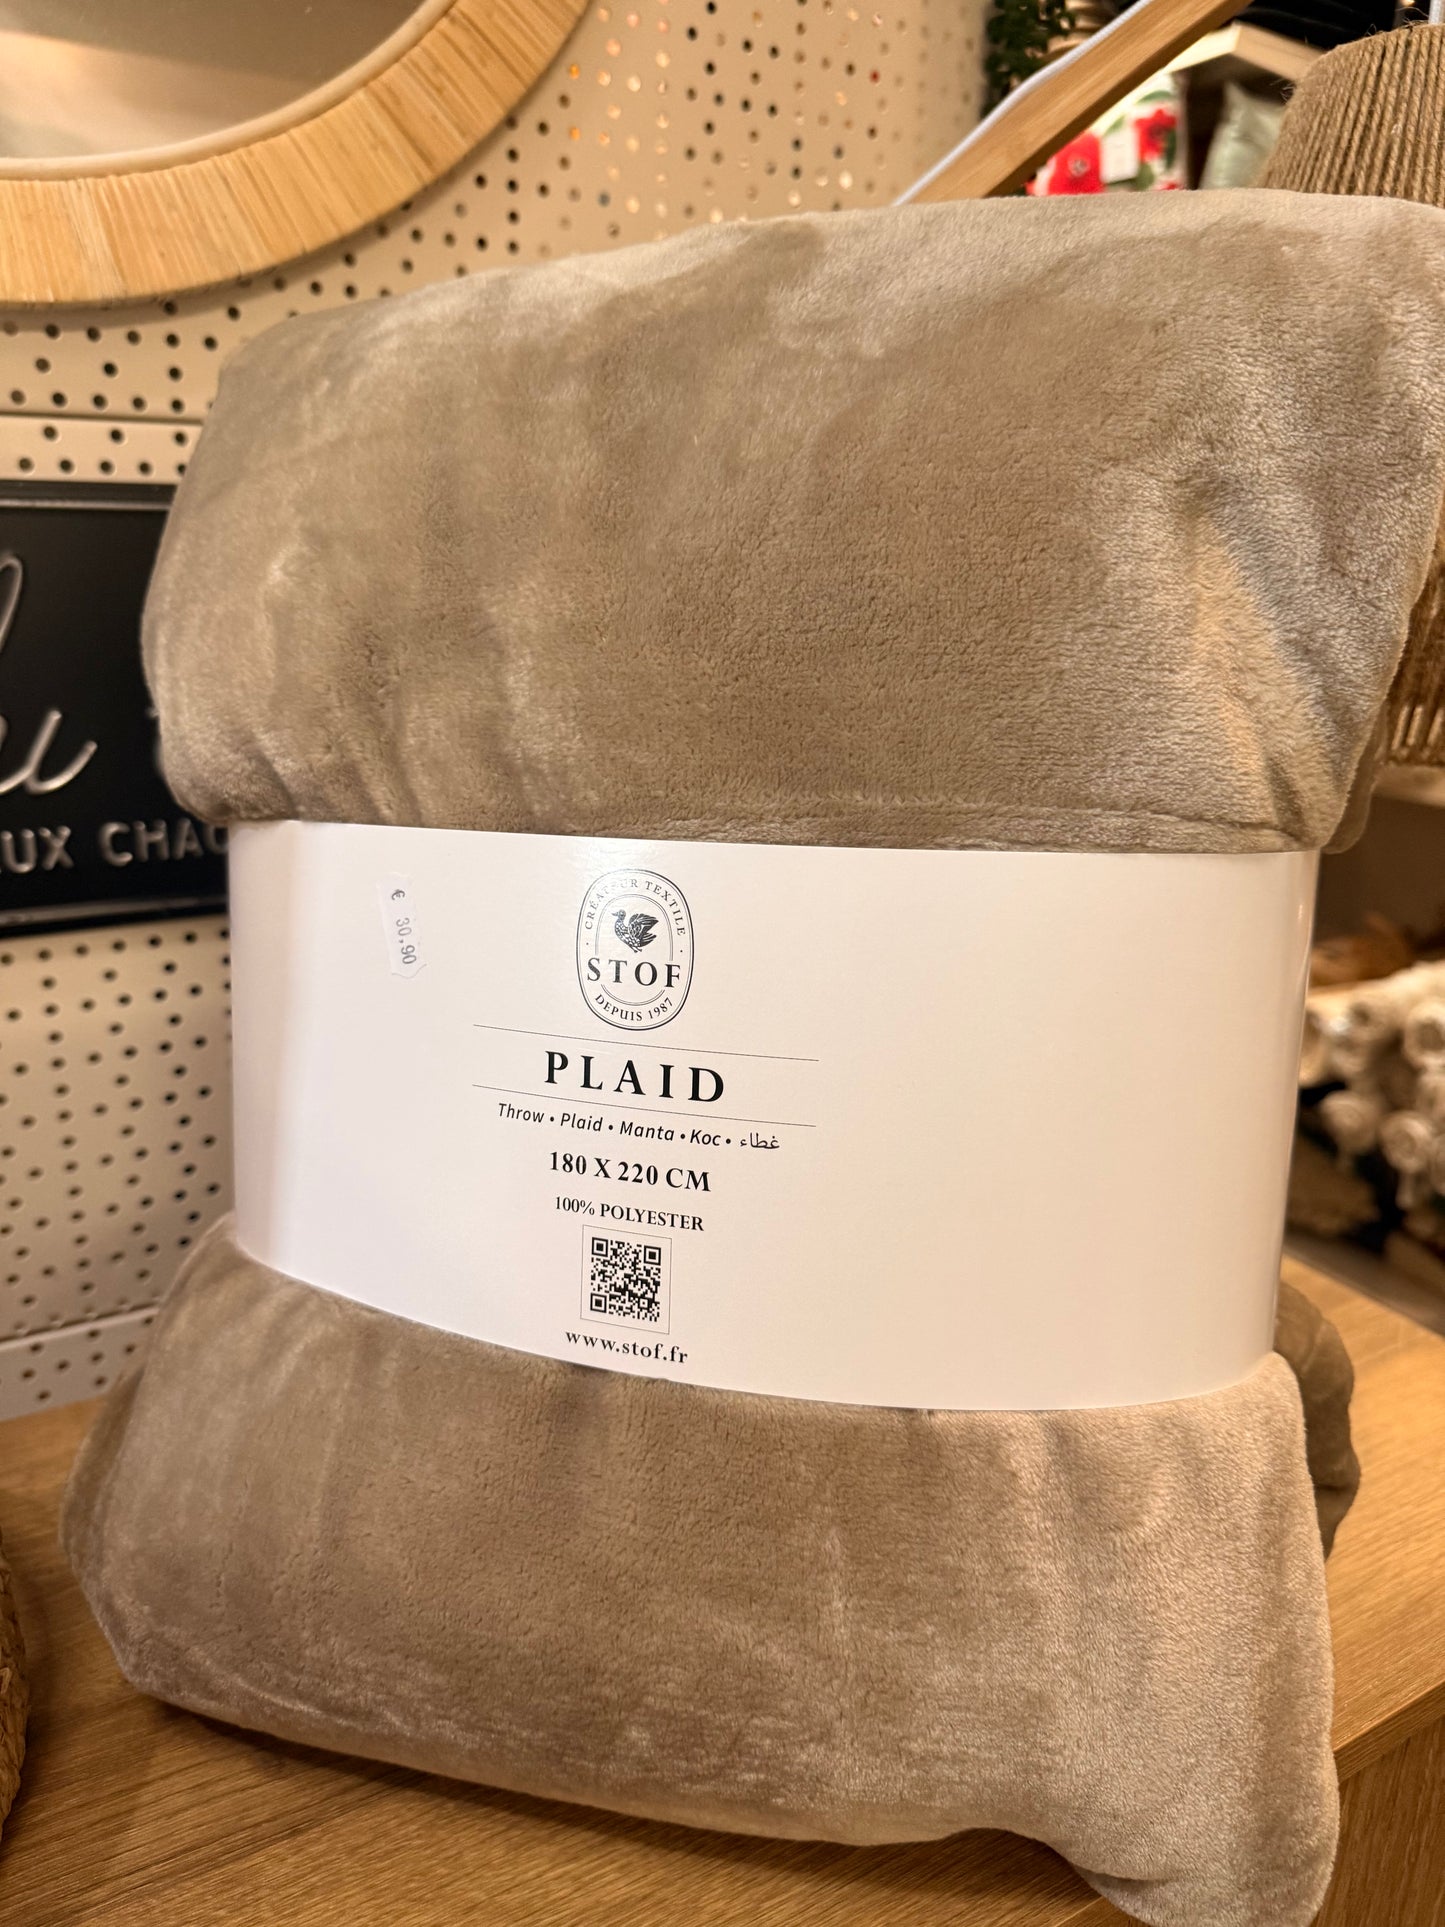 UX CHA
€ 30,90
CRÉATEUR TEXTILE
STOF
DEPUIS 1987
PLAID
Throw • Plaid • Manta • Koc • غطاء
180 X 220 CM
100% POLYESTER
www.stof.fr